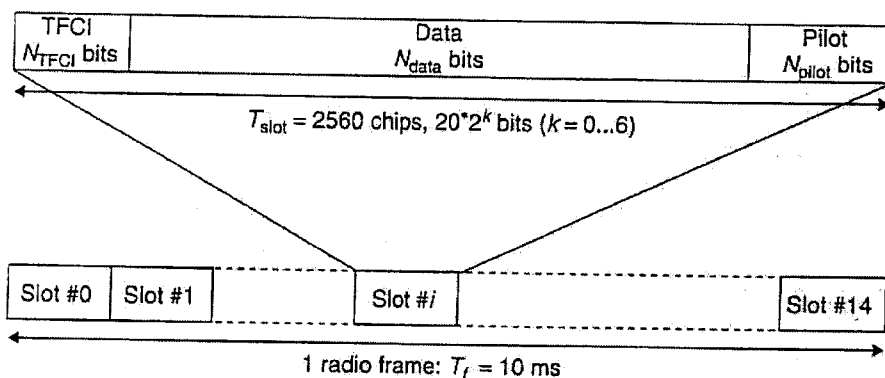 TFCI
N_TFCI bits
Data
N_data bits
Pilot
N_pilot bits
T_slot = 2560 chips, 20*2^k bits (k = 0...6)
Slot #0
Slot #1
Slot #i
Slot #14
1 radio frame: T_f = 10 ms